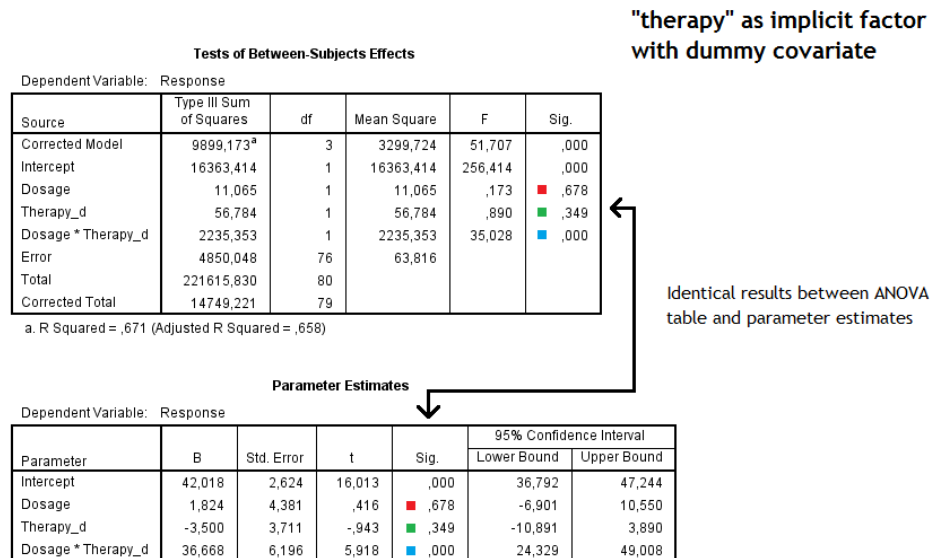 "therapy" as implicit factor
with dummy covariate
Tests of Between-Subjects Effects
Dependent Variable: Response
Source Type III Sum of Squares df Mean Square F Sig.
Corrected Model 9899,173a 3 3299,724 51,707 ,000
Intercept 16363,414 1 16363,414 256,414 ,000
Dosage 11,065 1 11,065 ,173 ,678
Therapy_d 56,784 1 56,784 ,890 ,349
Dosage * Therapy_d 2235,353 1 2235,353 35,028 ,000
Error 4850,048 76 63,816
Total 221615,830 80
Corrected Total 14749,221 79
a. R Squared = ,671 (Adjusted R Squared = ,658)
Identical results between ANOVA
table and parameter estimates
Parameter Estimates
Dependent Variable: Response
95% Confidence Interval
Parameter B Std. Error t Sig. Lower Bound Upper Bound
Intercept 42,018 2,624 16,013 ,000 36,792 47,244
Dosage 1,824 4,381 ,416 ,678 -6,901 10,550
Therapy_d -3,500 3,711 -,943 ,349 -10,891 3,890
Dosage * Therapy_d 36,668 6,196 5,918 ,000 24,329 49,008